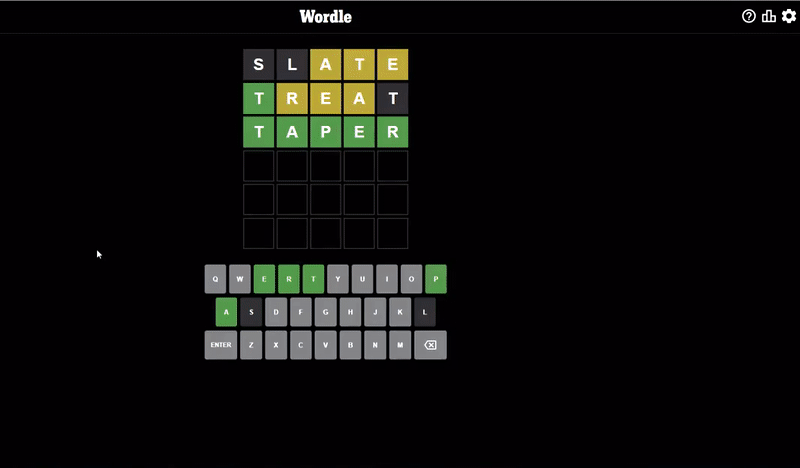 Wordle
S L A T E
T R E A T
T A P E R
Q W E R T Y U I O P
A S D F G H J K L
ENTER Z X C V B N M